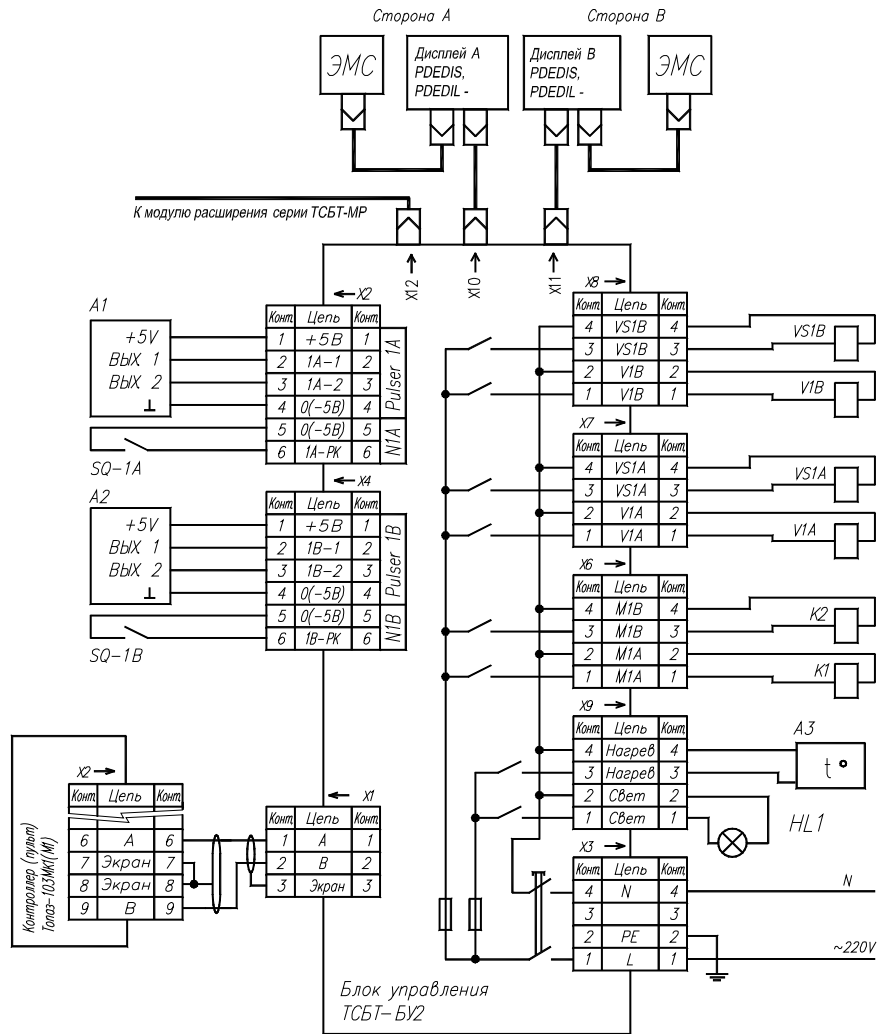 Сторона А
Сторона В
ЭМС
Дисплей А
PDEDIS,
PDEDIL -
Дисплей В
PDEDIS,
PDEDIL -
ЭМС
К модулю расширения серии ТСБТ-МР
X12
X10
X11
X8
X2
Конт. Цепь Конт.
1 +5В 1
2 1А-1 2
3 1А-2 3
4 0(-5В) 4
5 0(-5В) 5
6 1А-РК 6
Pulser 1A
N1A
A1
+5V
ВЫХ 1
ВЫХ 2
⊥
SQ-1A
X4
Конт. Цепь Конт.
1 +5В 1
2 1В-1 2
3 1В-2 3
4 0(-5В) 4
5 0(-5В) 5
6 1В-РК 6
Pulser 1B
N1B
A2
+5V
ВЫХ 1
ВЫХ 2
⊥
SQ-1B
Конт. Цепь Конт.
4 VS1B 4
3 VS1B 3
2 V1B 2
1 V1B 1
VS1B
V1B
X7
Конт. Цепь Конт.
4 VS1A 4
3 VS1A 3
2 V1A 2
1 V1A 1
VS1A
V1A
X6
Конт. Цепь Конт.
4 М1В 4
3 М1В 3
2 М1А 2
1 М1А 1
K2
K1
X9
Конт. Цепь Конт.
4 Нагрев 4
3 Нагрев 3
2 Свет 2
1 Свет 1
A3
t°
HL1
X3
Конт. Цепь Конт.
4 N 4
3 3
2 PE 2
1 L 1
N
~220V
X2
Конт. Цепь Конт.
6 А 6
7 Экран 7
8 Экран 8
9 В 9
Контроллер (пульт)
Топаз-103МК1(М1)
X1
Конт. Цепь Конт.
1 А 1
2 В 2
3 Экран 3
Блок управления
ТСБТ-БУ2